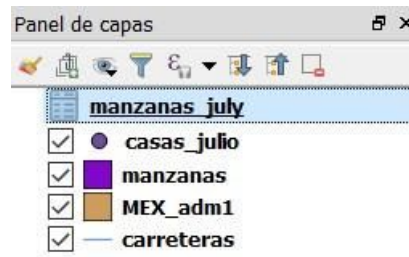 Panel de capas
manzanas_july
casas_julio
manzanas
MEX_adm1
carreteras